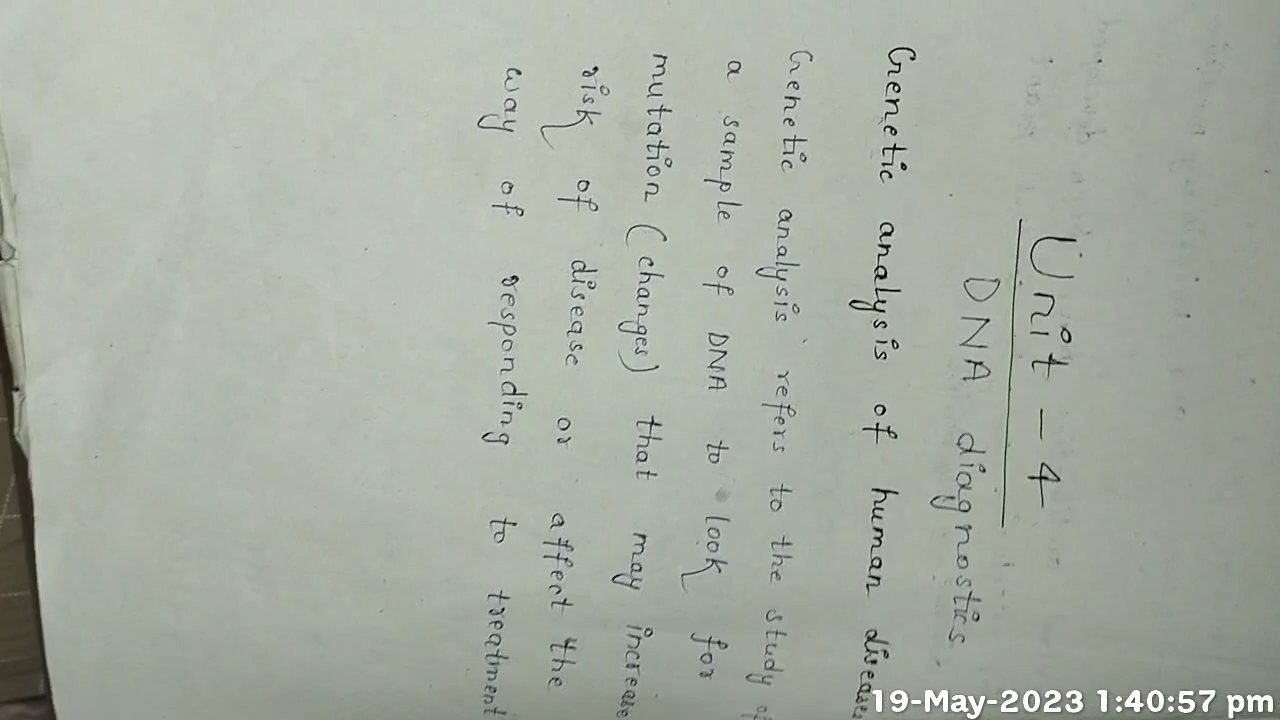 Unit - 4
DNA diagnostics.
Genetic analysis of human diseases
Genetic analysis refers to the study of
a sample of DNA to look for
mutation (changes) that may increase
risk of disease or affect the
way of responding to treatment
19-May-2023 1:40:57 pm